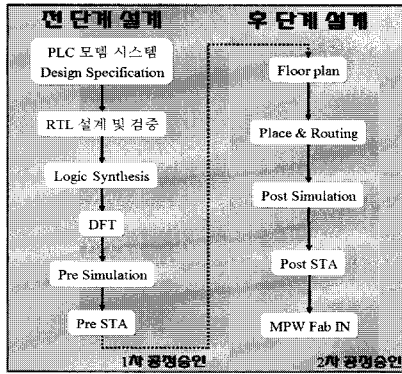 전 단계 설계
PLC 모뎀 시스템
Design Specification
RTL 설계 및 검증
Logic Synthesis
DFT
Pre Simulation
Pre STA
1차 공정승인
후 단계 설계
Floor plan
Place & Routing
Post Simulation
Post STA
MPW Fab IN
2차 공정승인